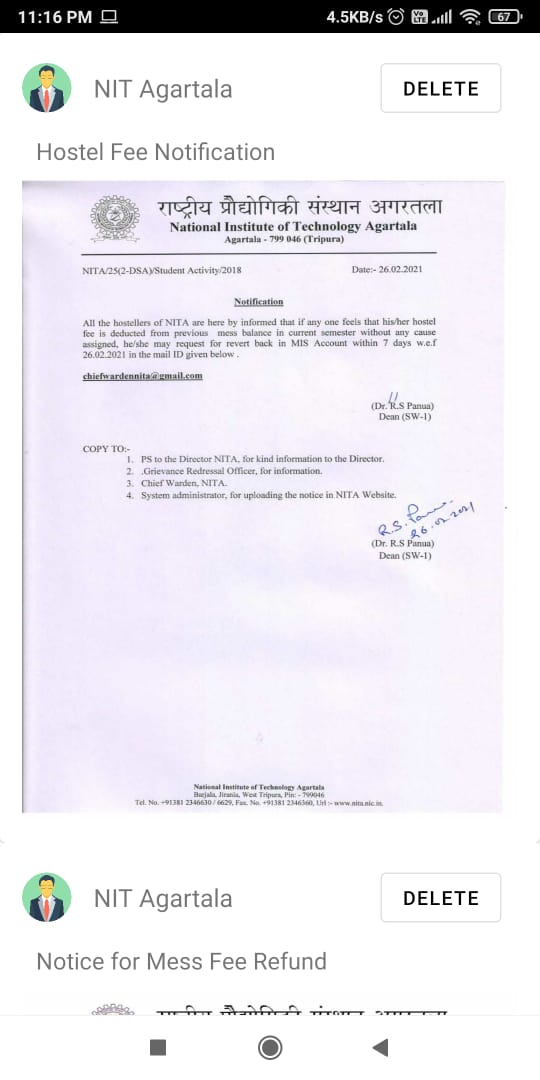 11:16 PM
4.5KB/s
Vo LTE
67
NIT Agartala
DELETE
Hostel Fee Notification
राष्ट्रीय प्रौद्योगिकी संस्थान अगरतला
National Institute of Technology Agartala
Agartala - 799 046 (Tripura)
NITA/25(2-DSA)/Student Activity/2018 Date:- 26.02.2021
Notification
All the hostellers of NITA are here by informed that if any one feels that his/her hostel
fee is deducted from previous mess balance in current semester without any cause
assigned, he/she may request for revert back in MIS Account within 7 days w.e.f
26.02.2021 in the mail ID given below .
chiefwardennita@gmail.com
(Dr. R.S Panua)
Dean (SW-1)
COPY TO:-
1. PS to the Director NITA, for kind information to the Director.
2. .Grievance Redressal Officer, for information.
3. Chief Warden, NITA.
4. System administrator, for uploading the notice in NITA Website.
R.S. Panua
26.02.2021
(Dr. R.S Panua)
Dean (SW-1)
National Institute of Technology Agartala
Barjala, Jirania, West Tripura, Pin: - 799046
Tel. No. +91381 2346630 / 6629, Fax. No. +91381 2346360, Url :- www.nita.nic.in.
NIT Agartala
DELETE
Notice for Mess Fee Refund
राष्ट्रीय प्रौद्योगिकी संस्थान अगरतला